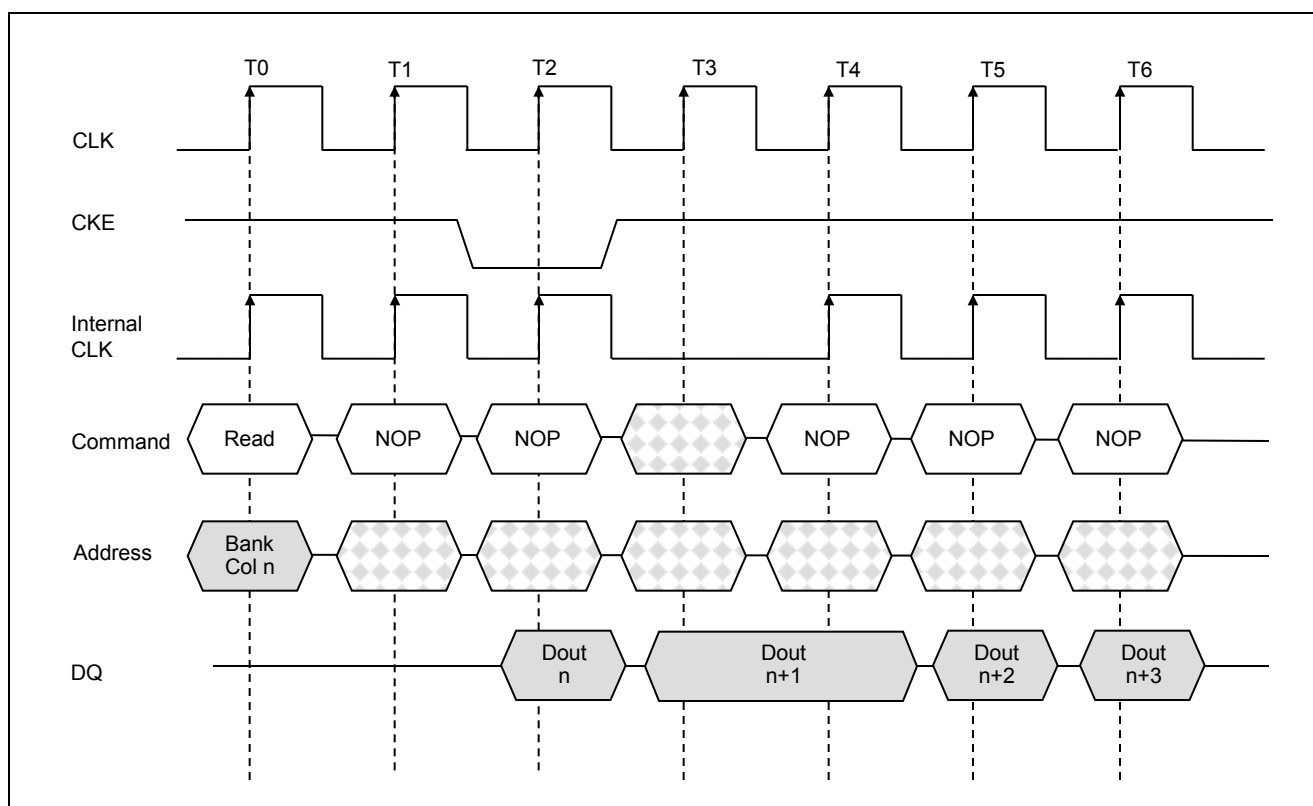 T0 T1 T2 T3 T4 T5 T6
CLK
CKE
Internal
CLK
Command Read NOP NOP NOP NOP NOP
Address Bank
Col n
DQ Dout Dout Dout Dout
n n+1 n+2 n+3